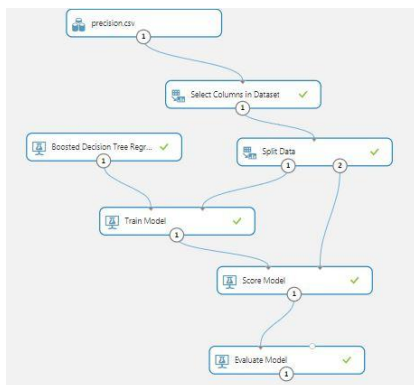 precision.csv
1
Select Columns in Dataset
1
Boosted Decision Tree Regr...
1
Split Data
1
2
Train Model
1
Score Model
1
Evaluate Model
1